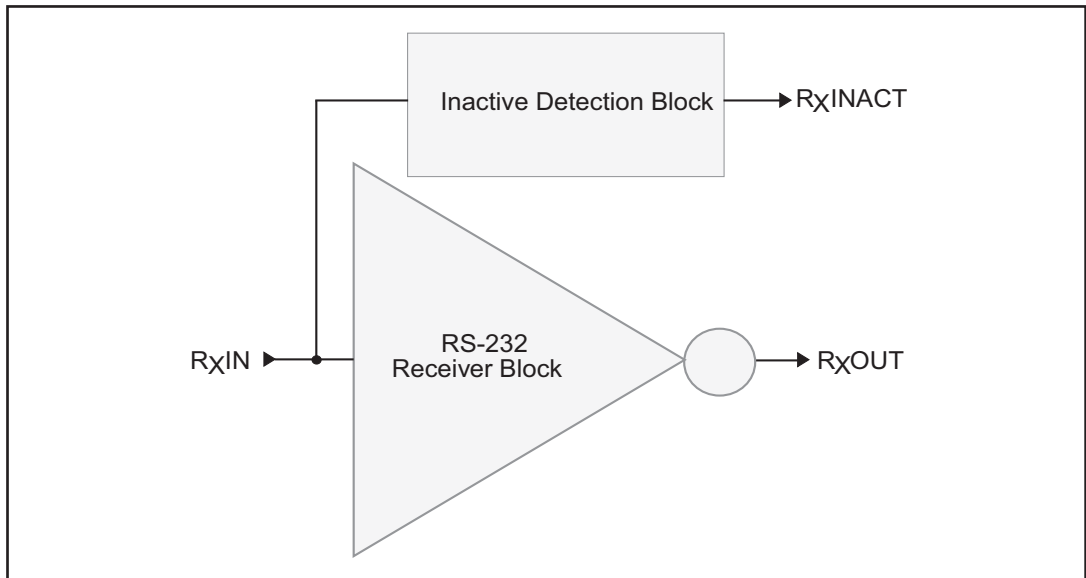 Inactive Detection Block
RXINACT
RS-232
Receiver Block
RXIN
RXOUT